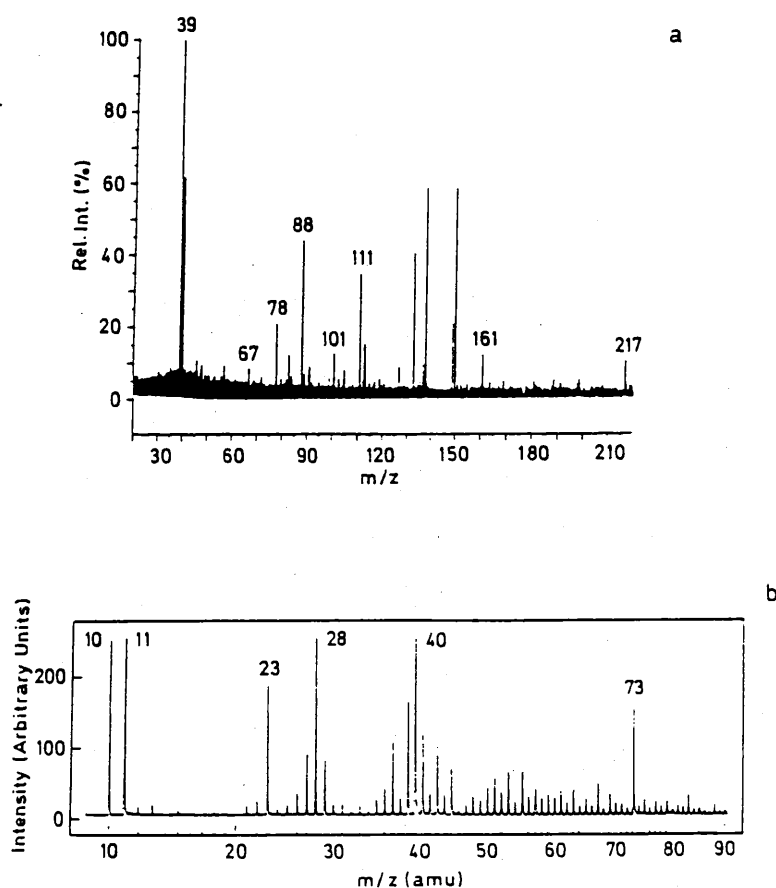 a
39
100
80
60
40
20
0
Rel. Int. (%)
88
111
78
67
101
161
217
30 60 90 120 150 180 210
m/z
b
Intensity (Arbitrary Units)
200
100
0
10 11 23 28 40 73
10 20 30 40 50 60 70 80 90
m/z (amu)